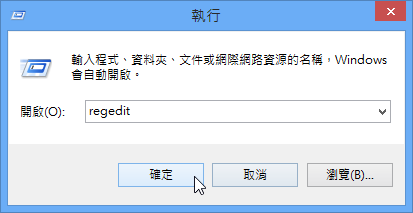 執行
輸入程式、資料夾、文件或網際網路資源的名稱，Windows
會自動開啟。
開啟(O): regedit
確定 取消 瀏覽(B)...